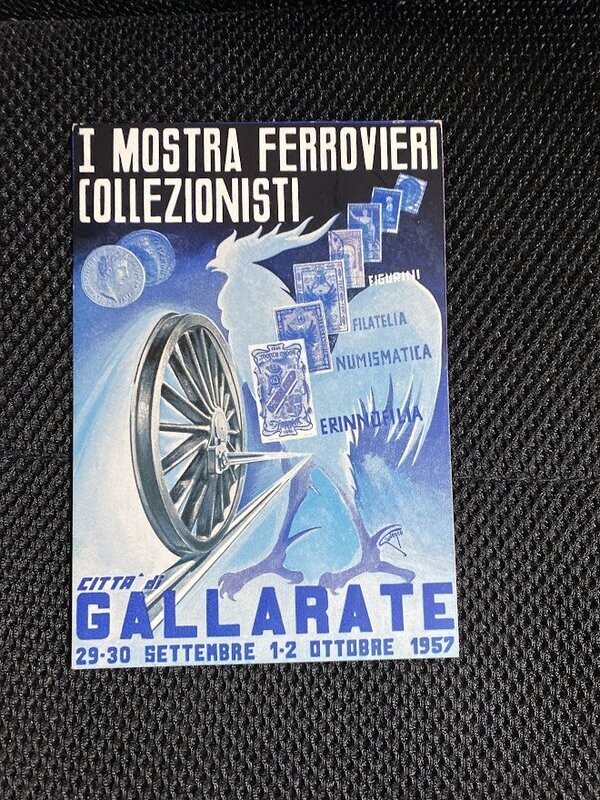 I MOSTRA FERROVIERI
COLLEZIONISTI
FIGURINI
FILATELIA
NUMISMATICA
ERINNOFILIA
CITTA' di
GALLARATE
29-30 SETTEMBRE 1-2 OTTOBRE 1957